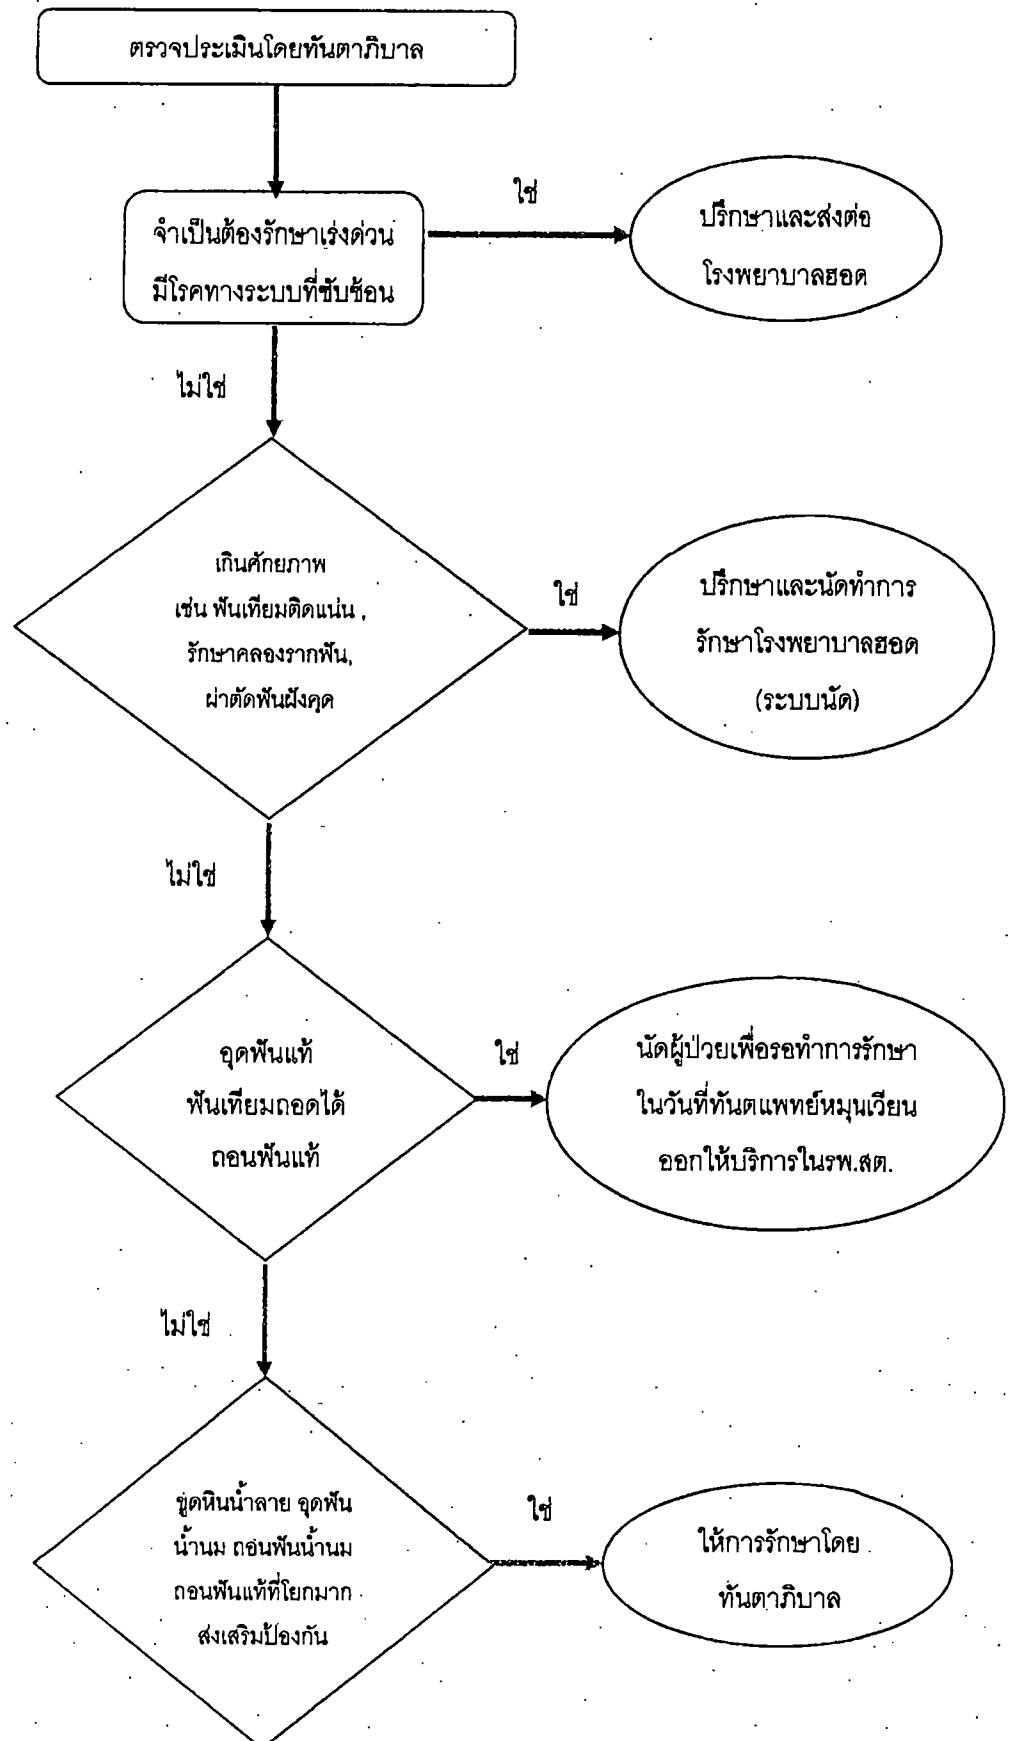 ตรวจประเมินโดยทันตาภิบาล
ใช่
จำเป็นต้องรักษาเร่งด่วน
มีโรคทางระบบที่ซับซ้อน
ปรึกษาและส่งต่อ
โรงพยาบาลฮอด
ไม่ใช่
เกินศักยภาพ
เช่น ฟันเทียมติดแน่น ,
รักษาคลองรากฟัน,
ผ่าตัดฟันฝังคุด
ใช่
ปรึกษาและนัดทำการ
รักษาโรงพยาบาลฮอด
(ระบบนัด)
ไม่ใช่
อุดฟันแท้
ฟันเทียมถอดได้
ถอนฟันแท้
ใช่
นัดผู้ป่วยเพื่อรอทำการรักษา
ในวันที่ทันตแพทย์หมุนเวียน
ออกให้บริการในรพ.สต.
ไม่ใช่
ขูดหินน้ำลาย อุดฟัน
น้ำนม ถอนฟันน้ำนม
ถอนฟันแท้ที่โยกมาก
ส่งเสริมป้องกัน
ใช่
ให้การรักษาโดย
ทันตาภิบาล